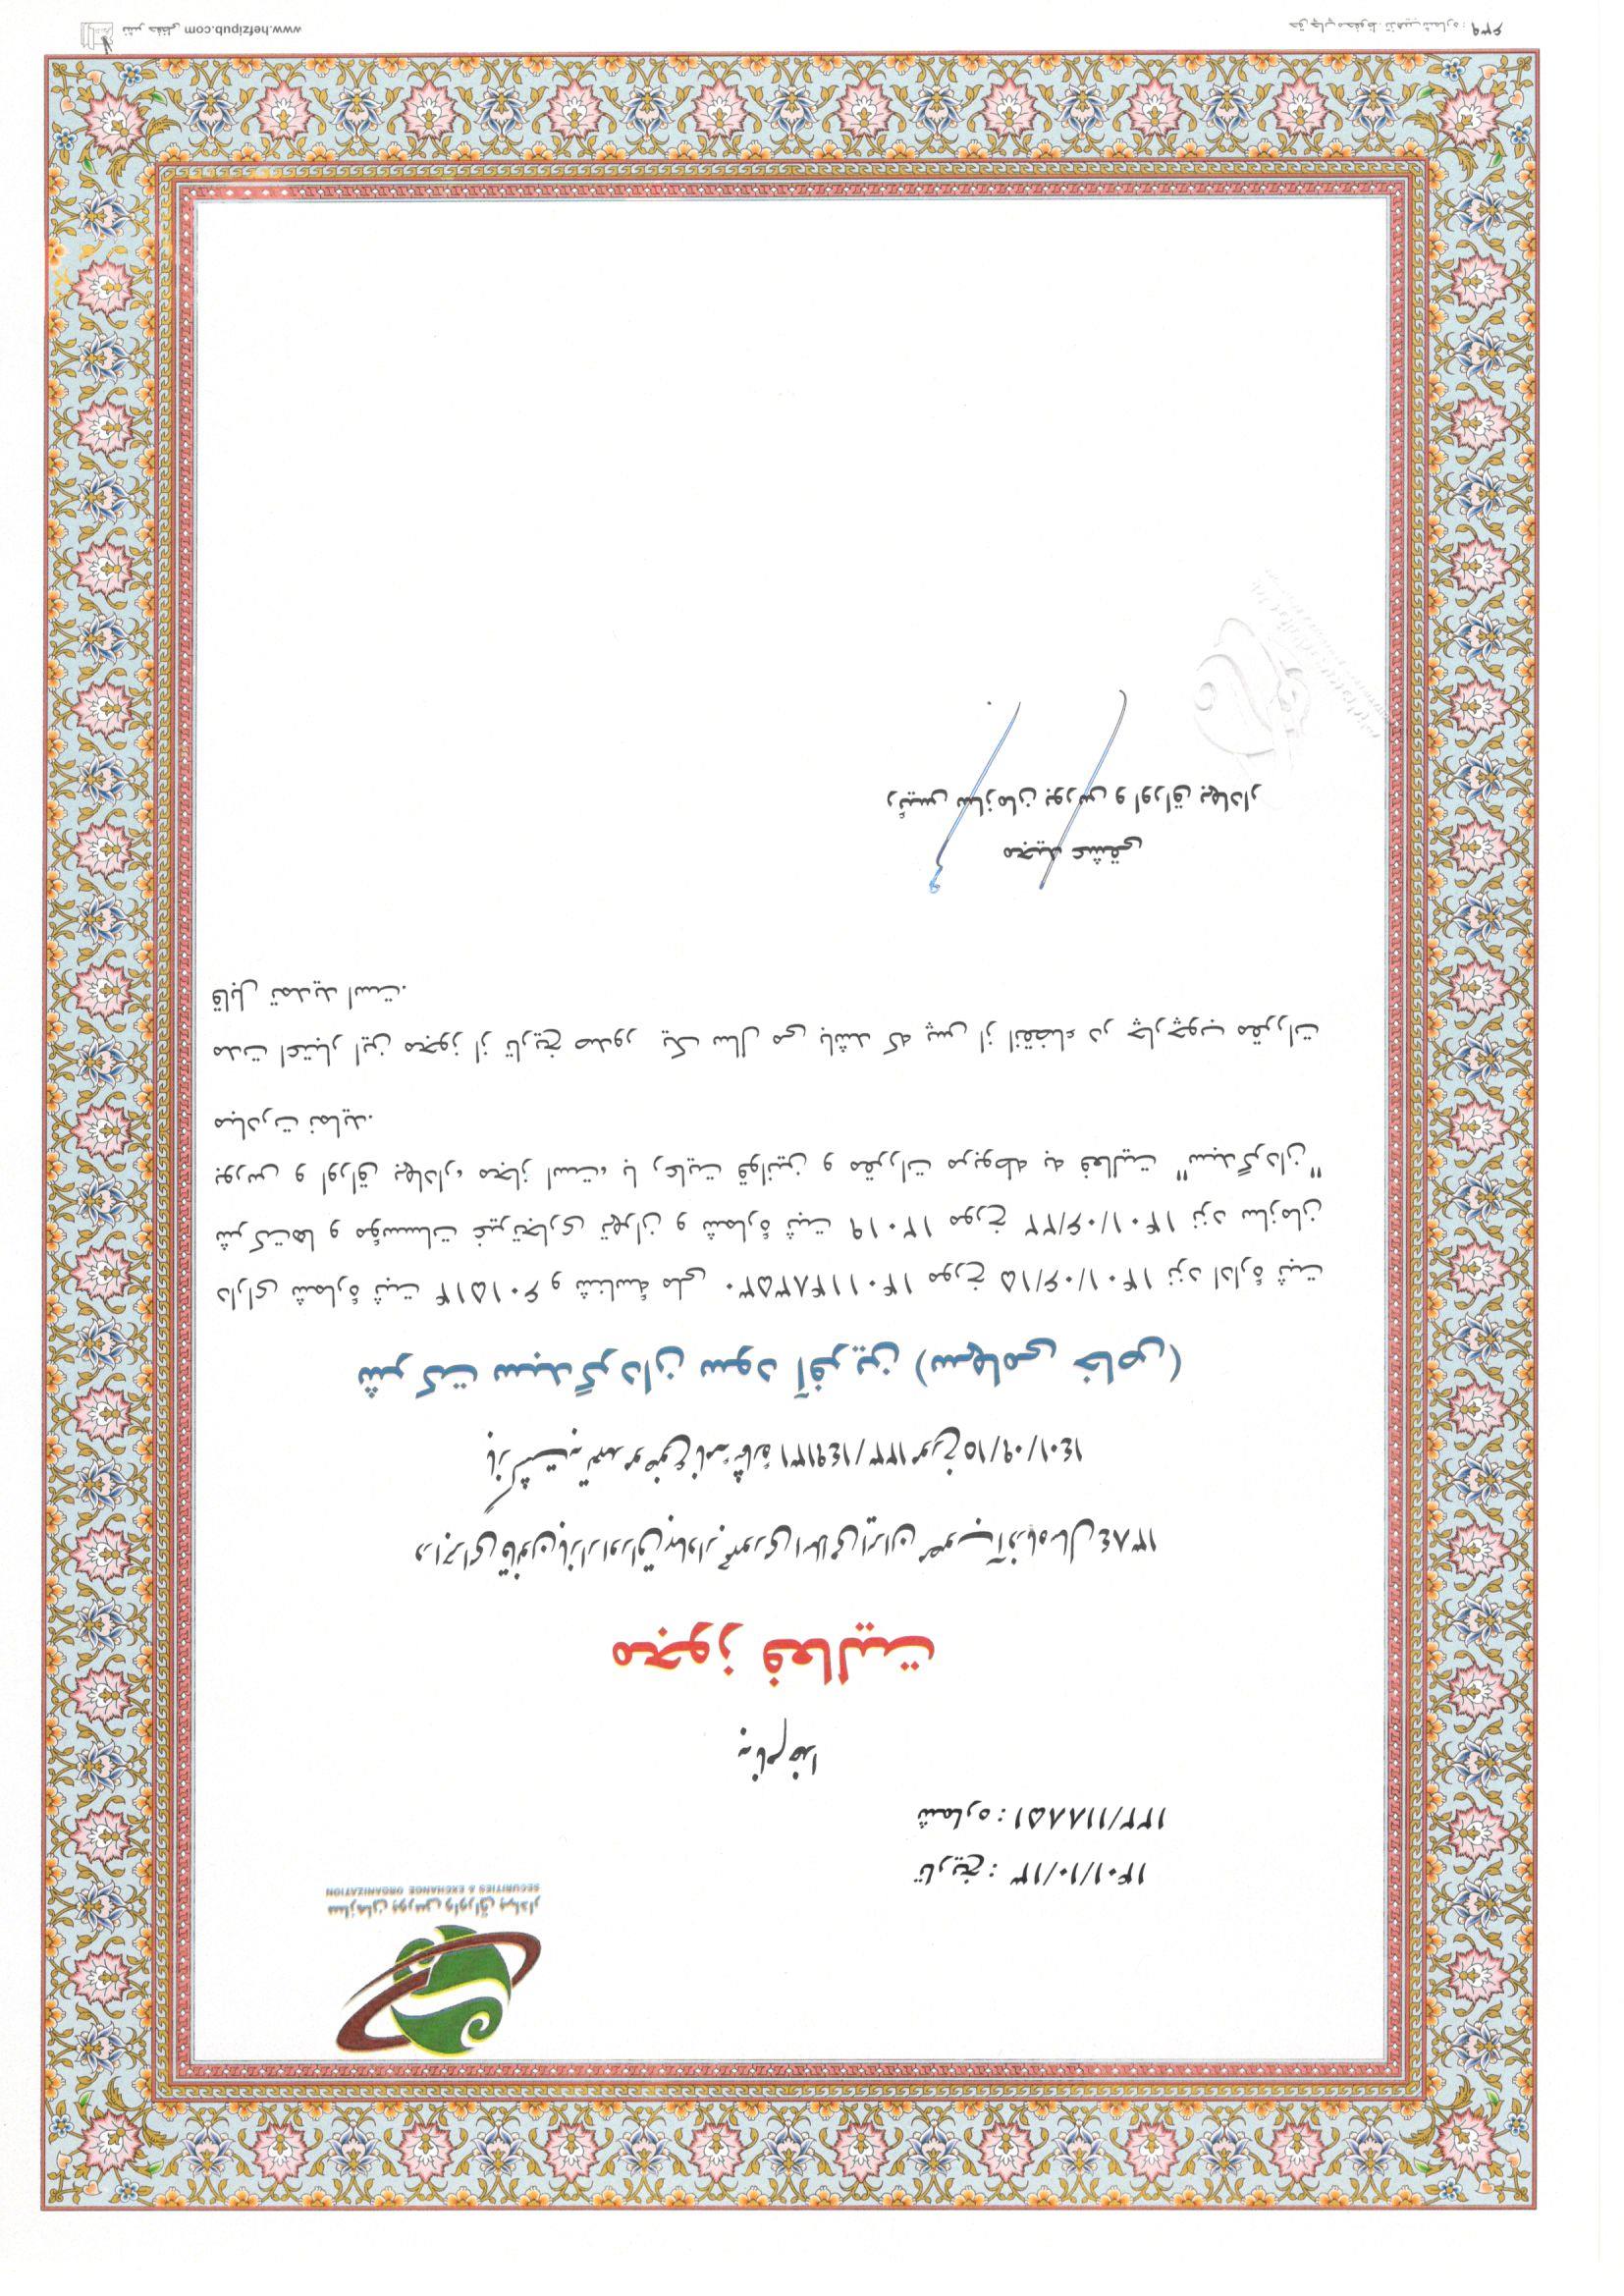 سازمان بورس و اوراق بهادار
SECURITIES & EXCHANGE ORGANIZATION
تاریخ : ۱۴۰۱/۱۰/۱۳
شماره : ۱۲۲/۱۱۸۸۵۱
به نام خدا
مجوز فعالیت
در اجرای قانون بازار اوراق بهادار جمهوری اسلامی ایران مصوب آذر ماه سال ۱۳۸٤
بازگشت به تعهد موضوع نامهٔ شمارهٔ ۱۲۳/۱٤۹۱۳۱ مورخ ۱٤۰۱/۰۹/۱۵
شرکت سبدگردان سود آفرین (سهامی خاص)
دارای شمارهٔ ثبت ۶۰۱۵۱۴ و شناسهٔ ملی ۱۴۰۱۱۴۸۳۵۳۰ مورخ ۱۴۰۱/۰۶/۱۵ نزد ادارهٔ ثبت
شرکت‌ها و مؤسسات غیرتجاری تهران و شمارهٔ ثبت ۱۲۰۱۹ مورخ ۱۴۰۱/۰۶/۲۲ نزد سازمان
بورس و اوراق بهادار، مجاز است، با رعایت قوانین و مقررات مربوطه به فعالیت "سبدگردان"
مبادرت نماید.
مدت اعتبار این مجوز از تاریخ صدور یک سال می باشد که پس از انقضاء در چارچوب مقررات
قابل تمدید است.
مجید عشقی
رئیس سازمان بورس و اوراق بهادار
نشر حفظی www.hefzipub.com
حق چاپ محفوظ. تذهیب شماره : ۶۳۹